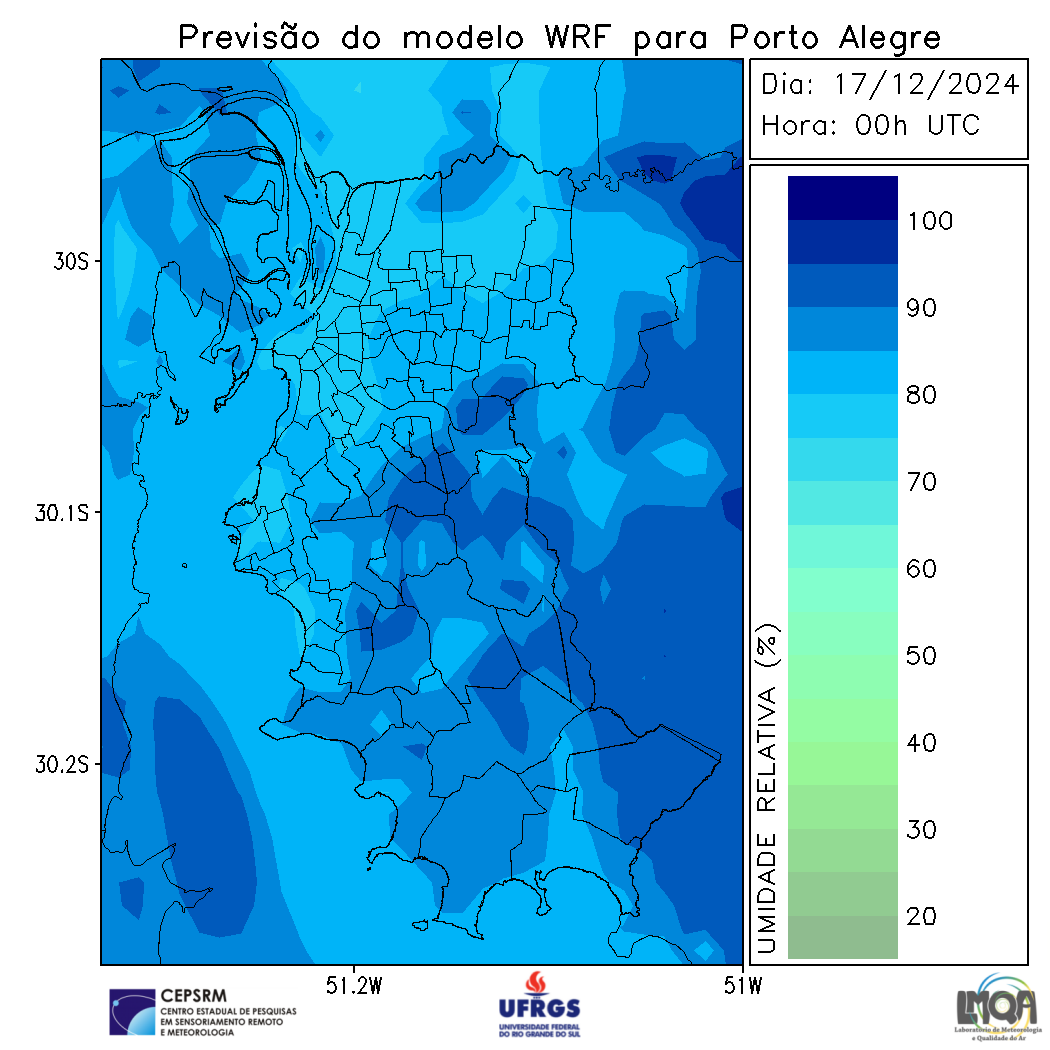 Previsão do modelo WRF para Porto Alegre
Dia: 17/12/2024
Hora: 00h UTC
100
90
80
70
60
50
40
30
20
UMIDADE RELATIVA (%)
30S
30.1S
30.2S
51.2W
51W
CEPSRM
CENTRO ESTADUAL DE PESQUISAS
EM SENSORIAMENTO REMOTO
E METEOROLOGIA
UFRGS
UNIVERSIDADE FEDERAL
DO RIO GRANDE DO SUL
LMQA
Laboratório de Meteorologia
e Qualidade do Ar